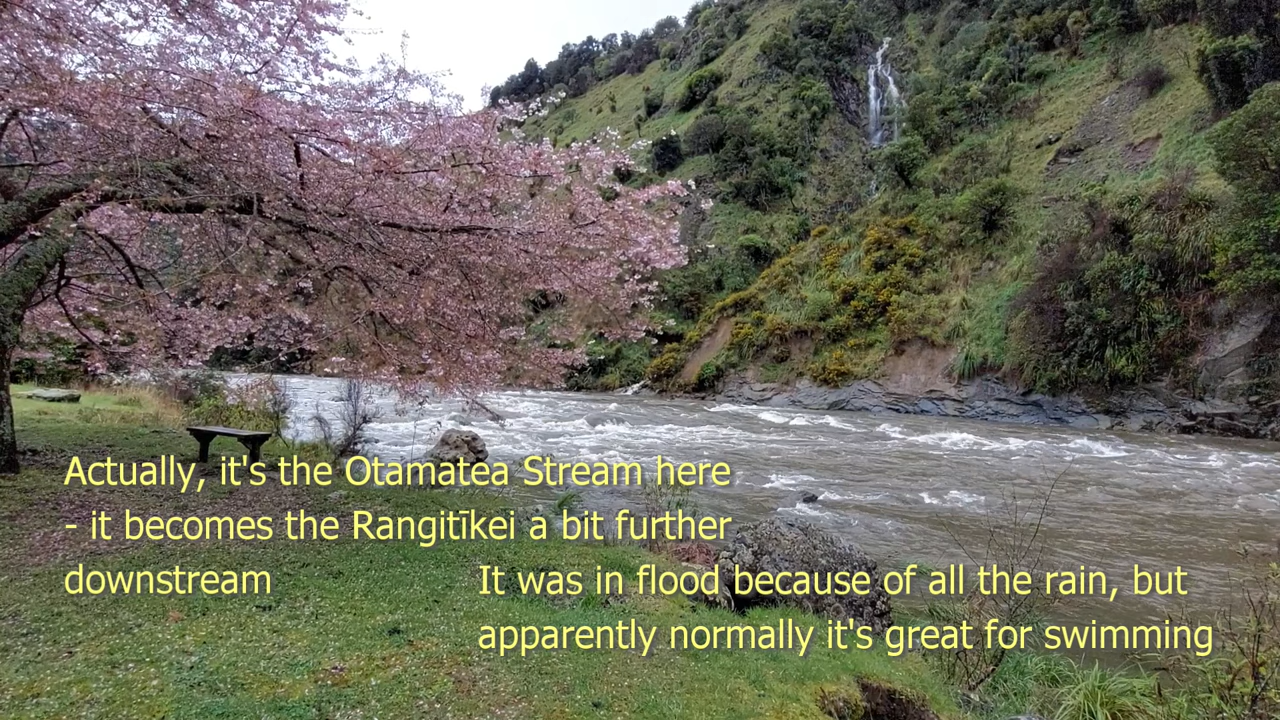 Actually, it's the Otamatea Stream here
- it becomes the Rangitīkei a bit further
downstream
It was in flood because of all the rain, but
apparently normally it's great for swimming